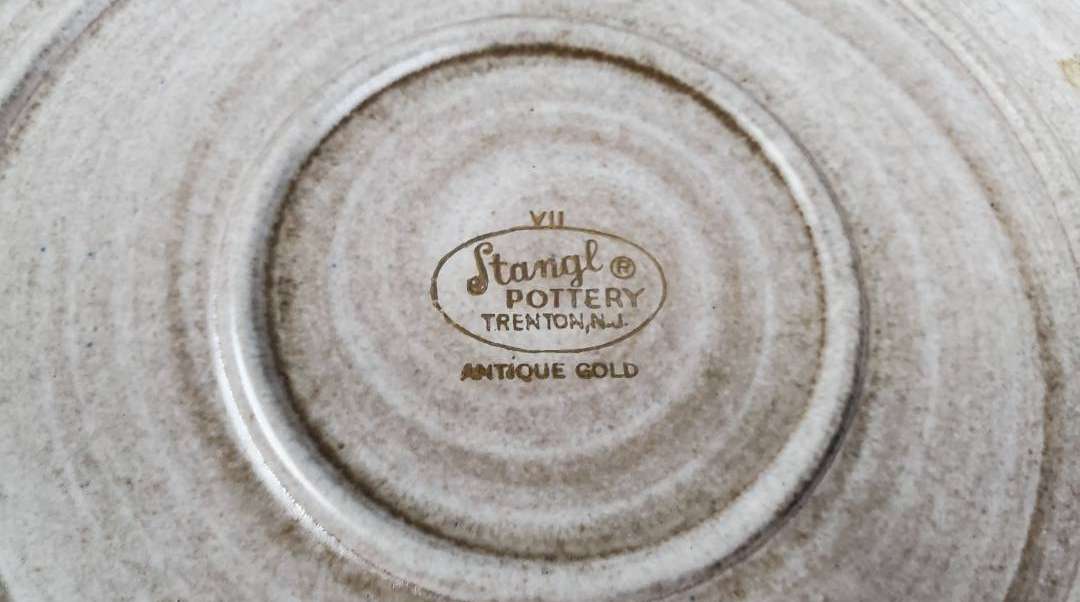 VII
Stangl ®
POTTERY
TRENTON, N.J.
ANTIQUE GOLD